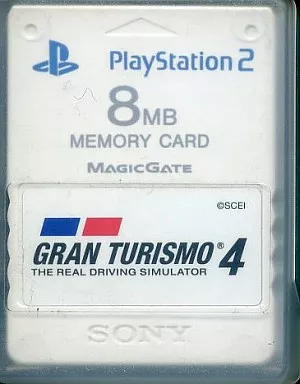 PlayStation 2
8MB
MEMORY CARD
MAGICGATE
©SCEI
GRAN TURISMO® 4
THE REAL DRIVING SIMULATOR
SONY